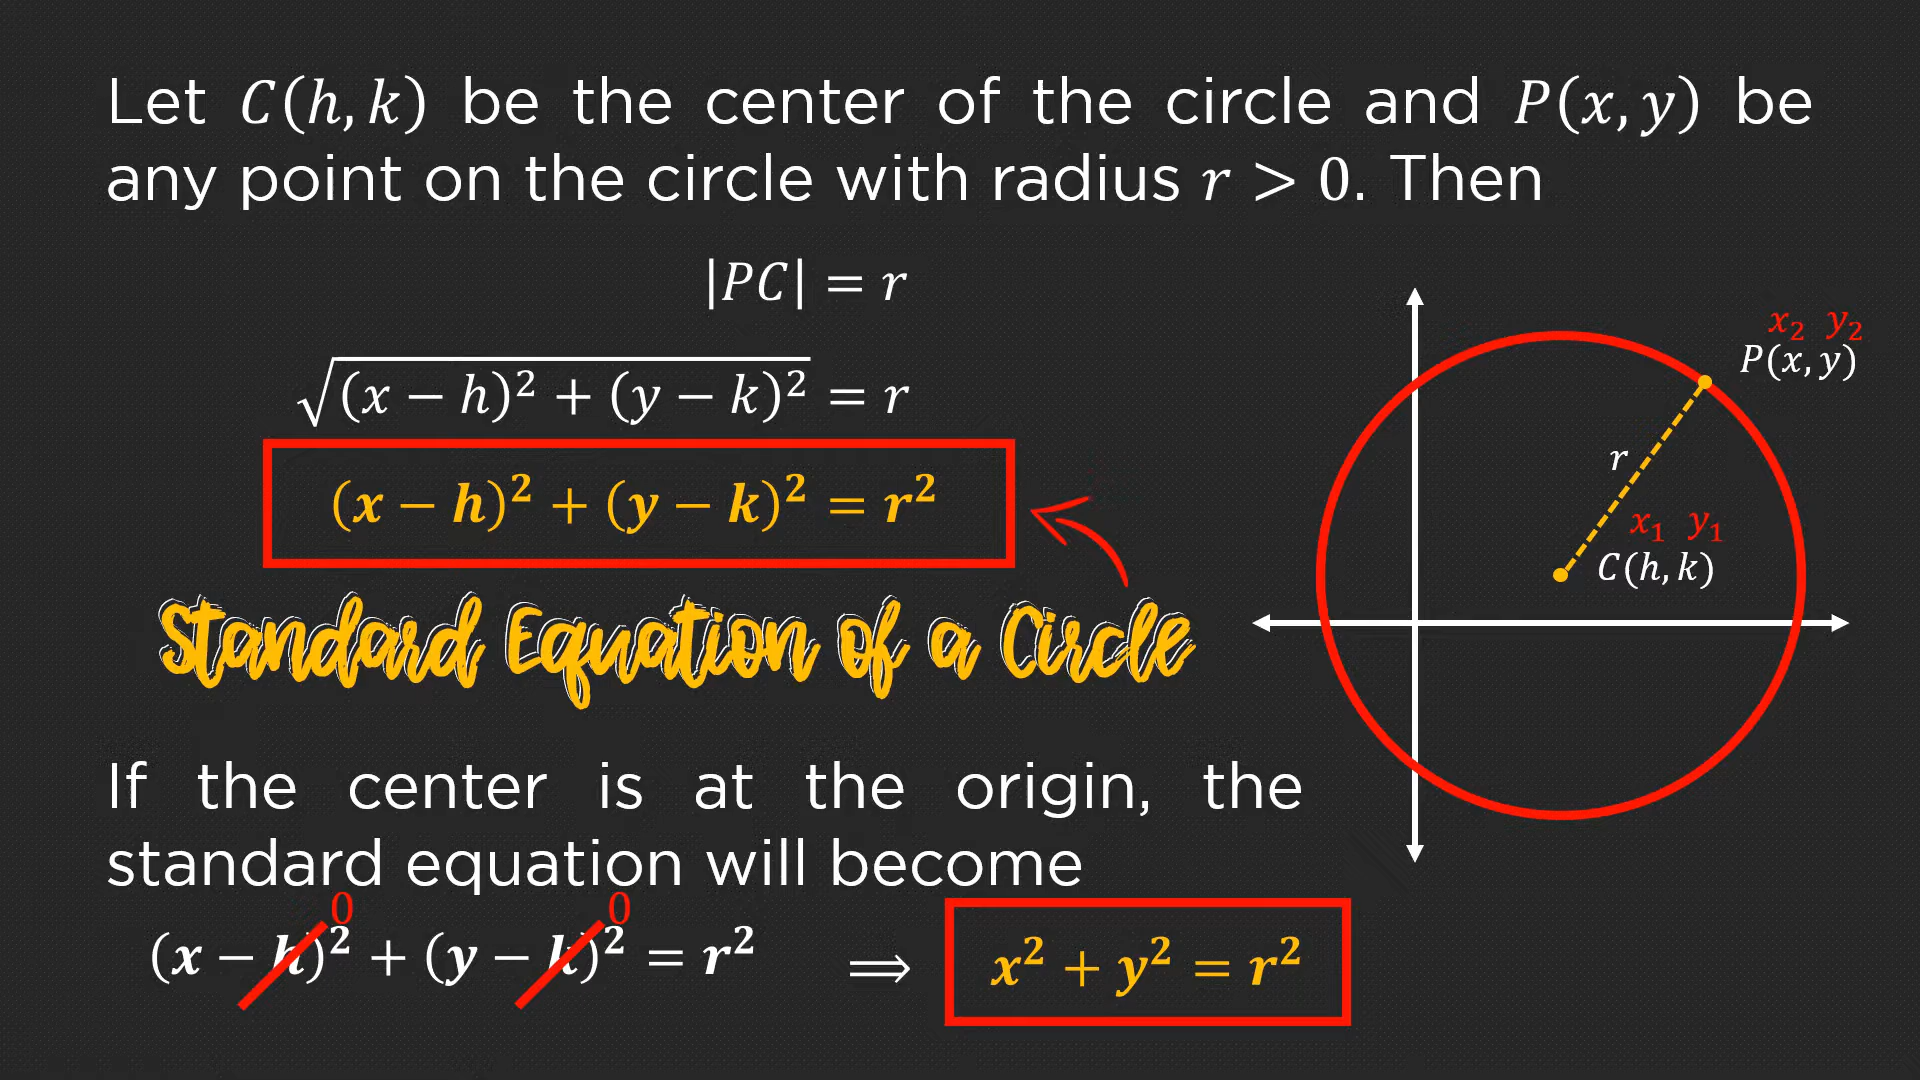 Let C(h, k) be the center of the circle and P(x, y) be
any point on the circle with radius r > 0. Then
|PC| = r
√(x − h)² + (y − k)² = r
(x − h)² + (y − k)² = r²
Standard Equation of a Circle
x₂ y₂
P(x, y)
r
x₁ y₁
C(h, k)
If the center is at the origin, the
standard equation will become
0 0
(x − h)² + (y − k)² = r² ⟹ x² + y² = r²